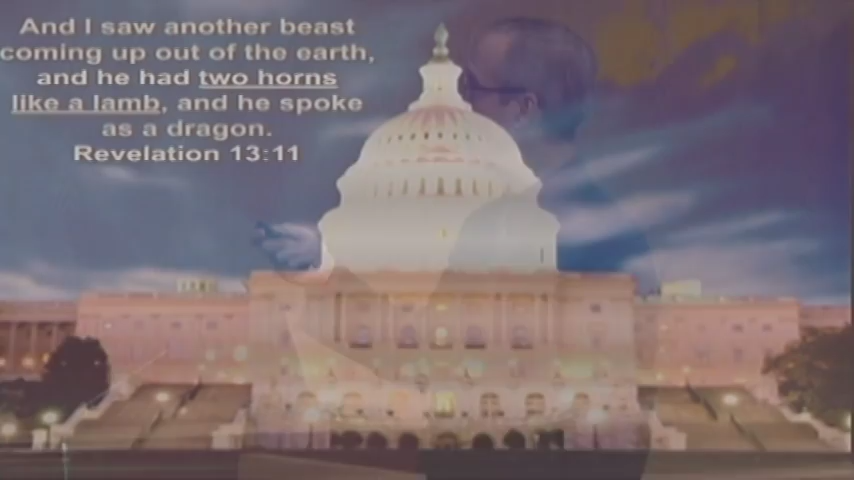 And I saw another beast
coming up out of the earth,
and he had two horns
like a lamb, and he spoke
as a dragon.
Revelation 13:11